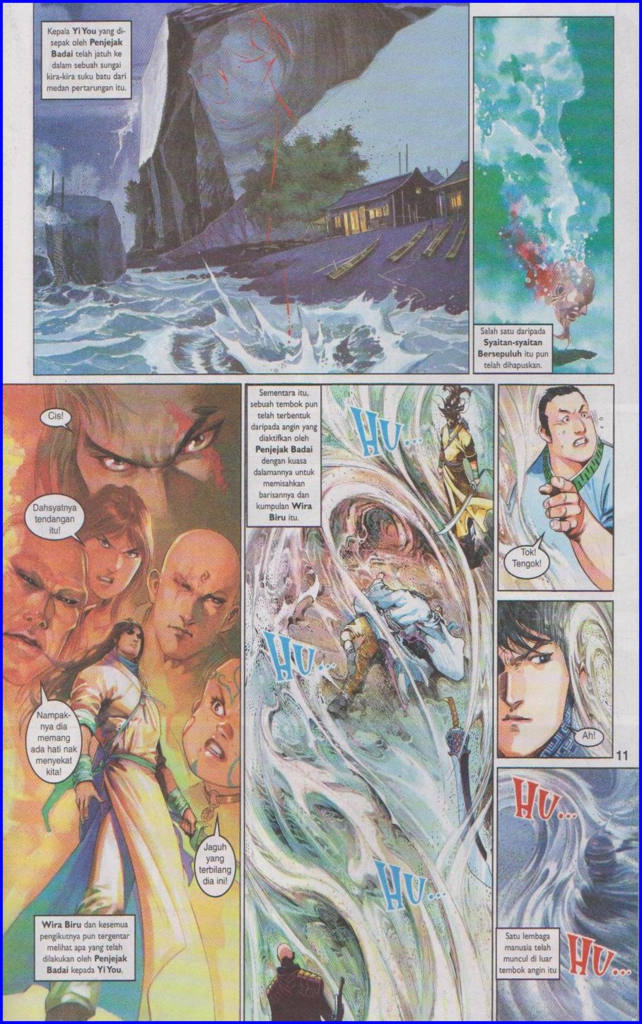 Kepala Yi You yang di-
sepak oleh Penjejak
Badai telah jatuh ke
dalam sebuah sungai
kira-kira suku batu dari
medan pertarungan itu.
Salah satu daripada
Syaitan-syaitan
Bersepuluh itu pun
telah dihapuskan.
Cis!
Dahsyatnya
tendangan
itu!
Nampak-
nya dia
memang
ada hati nak
menyekat
kita!
Jaguh
yang
terbilang
dia ini!
Wira Biru dan kesemua
pengikutnya pun tergentar
melihat apa yang telah
dilakukan oleh Penjejak
Badai kepada Yi You.
Sementara itu,
sebuah tembok pun
telah terbentuk
daripada angin yang
diaktifkan oleh
Penjejak Badai
dengan kuasa
dalamannya untuk
memisahkan
barisannya dan
kumpulan Wira
Biru itu.
HU...
HU...
HU...
Tok!
Tengok!
Ah!
11
HU...
Satu lembaga
manusia telah
muncul di luar
tembok angin itu
HU...